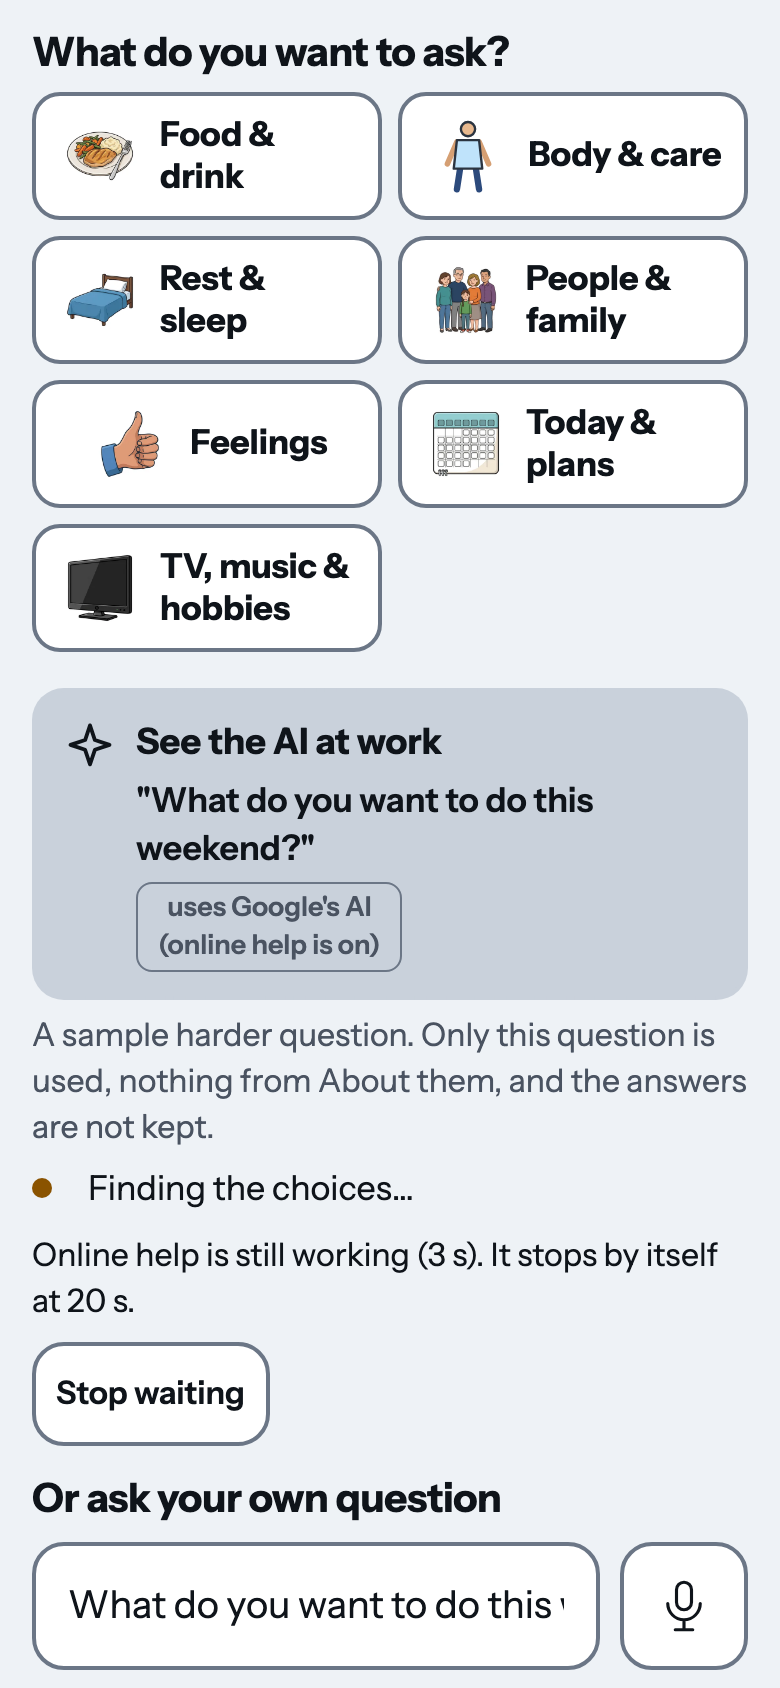 What do you want to ask?
Food &
drink
Body & care
Rest &
sleep
People &
family
Feelings
Today &
plans
TV, music &
hobbies
See the AI at work
"What do you want to do this
weekend?"
uses Google's AI
(online help is on)
A sample harder question. Only this question is
used, nothing from About them, and the answers
are not kept.
Finding the choices...
Online help is still working (3 s). It stops by itself
at 20 s.
Stop waiting
Or ask your own question
What do you want to do this